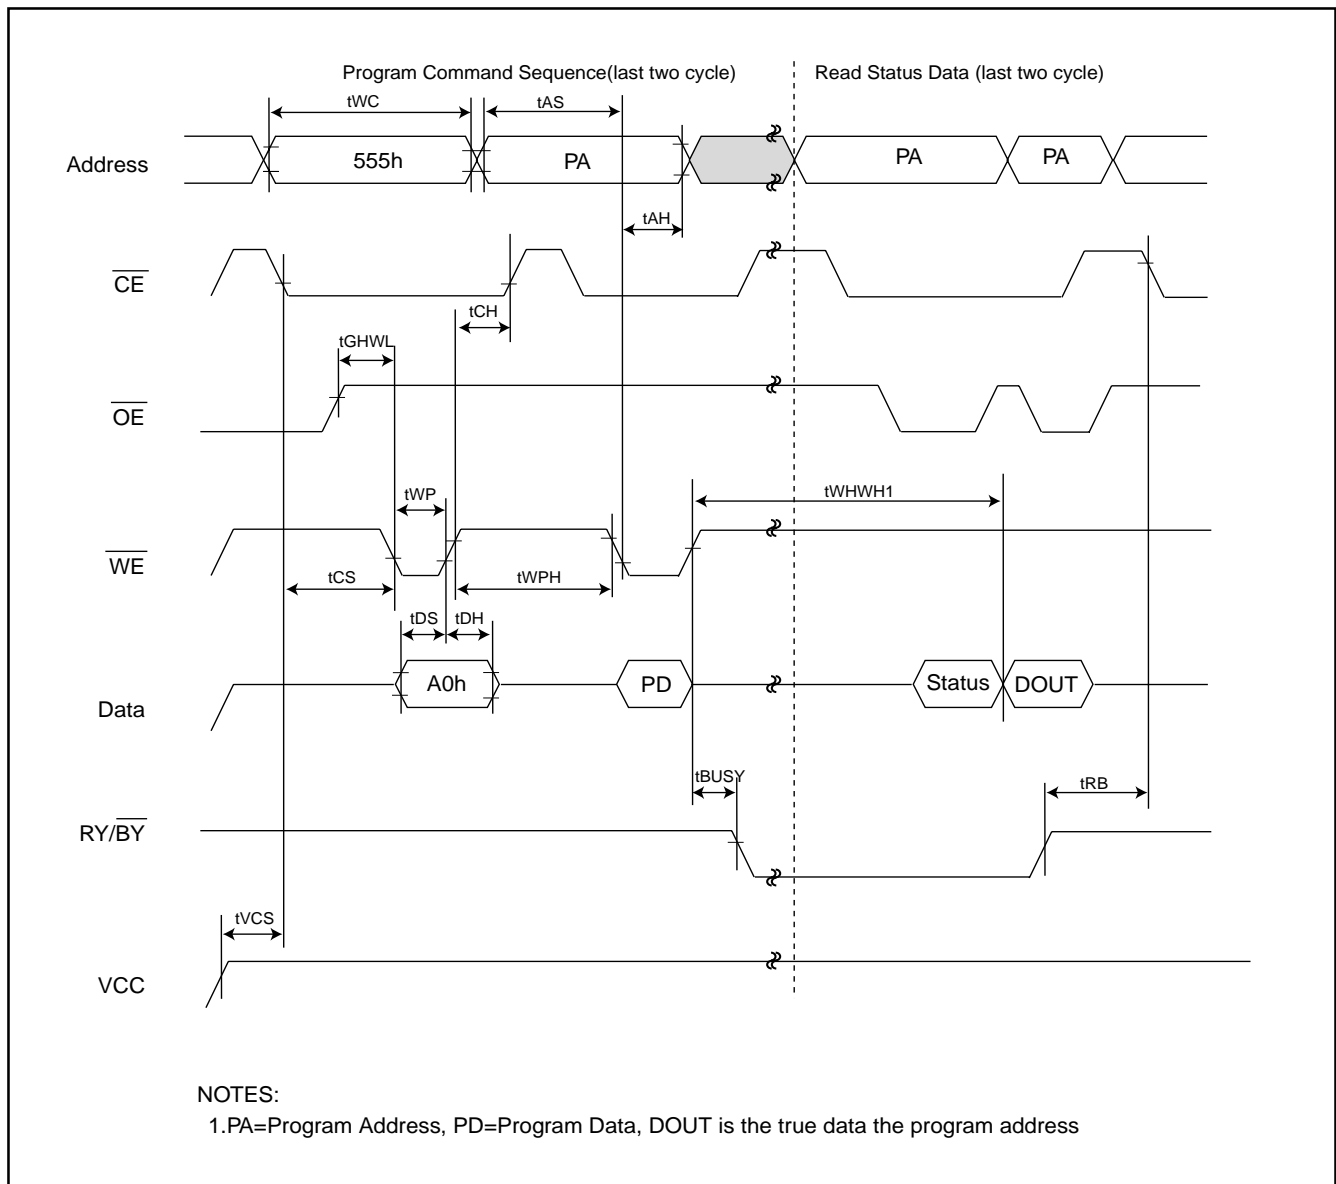 Program Command Sequence(last two cycle)
Read Status Data (last two cycle)
tWC
tAS
Address
555h
PA
PA
PA
tAH
CE
tCH
tGHWL
OE
tWP
tWHWH1
WE
tCS
tWPH
tDS
tDH
Data
A0h
PD
Status
DOUT
tBUSY
tRB
RY/BY
tVCS
VCC
NOTES:
1.PA=Program Address, PD=Program Data, DOUT is the true data the program address